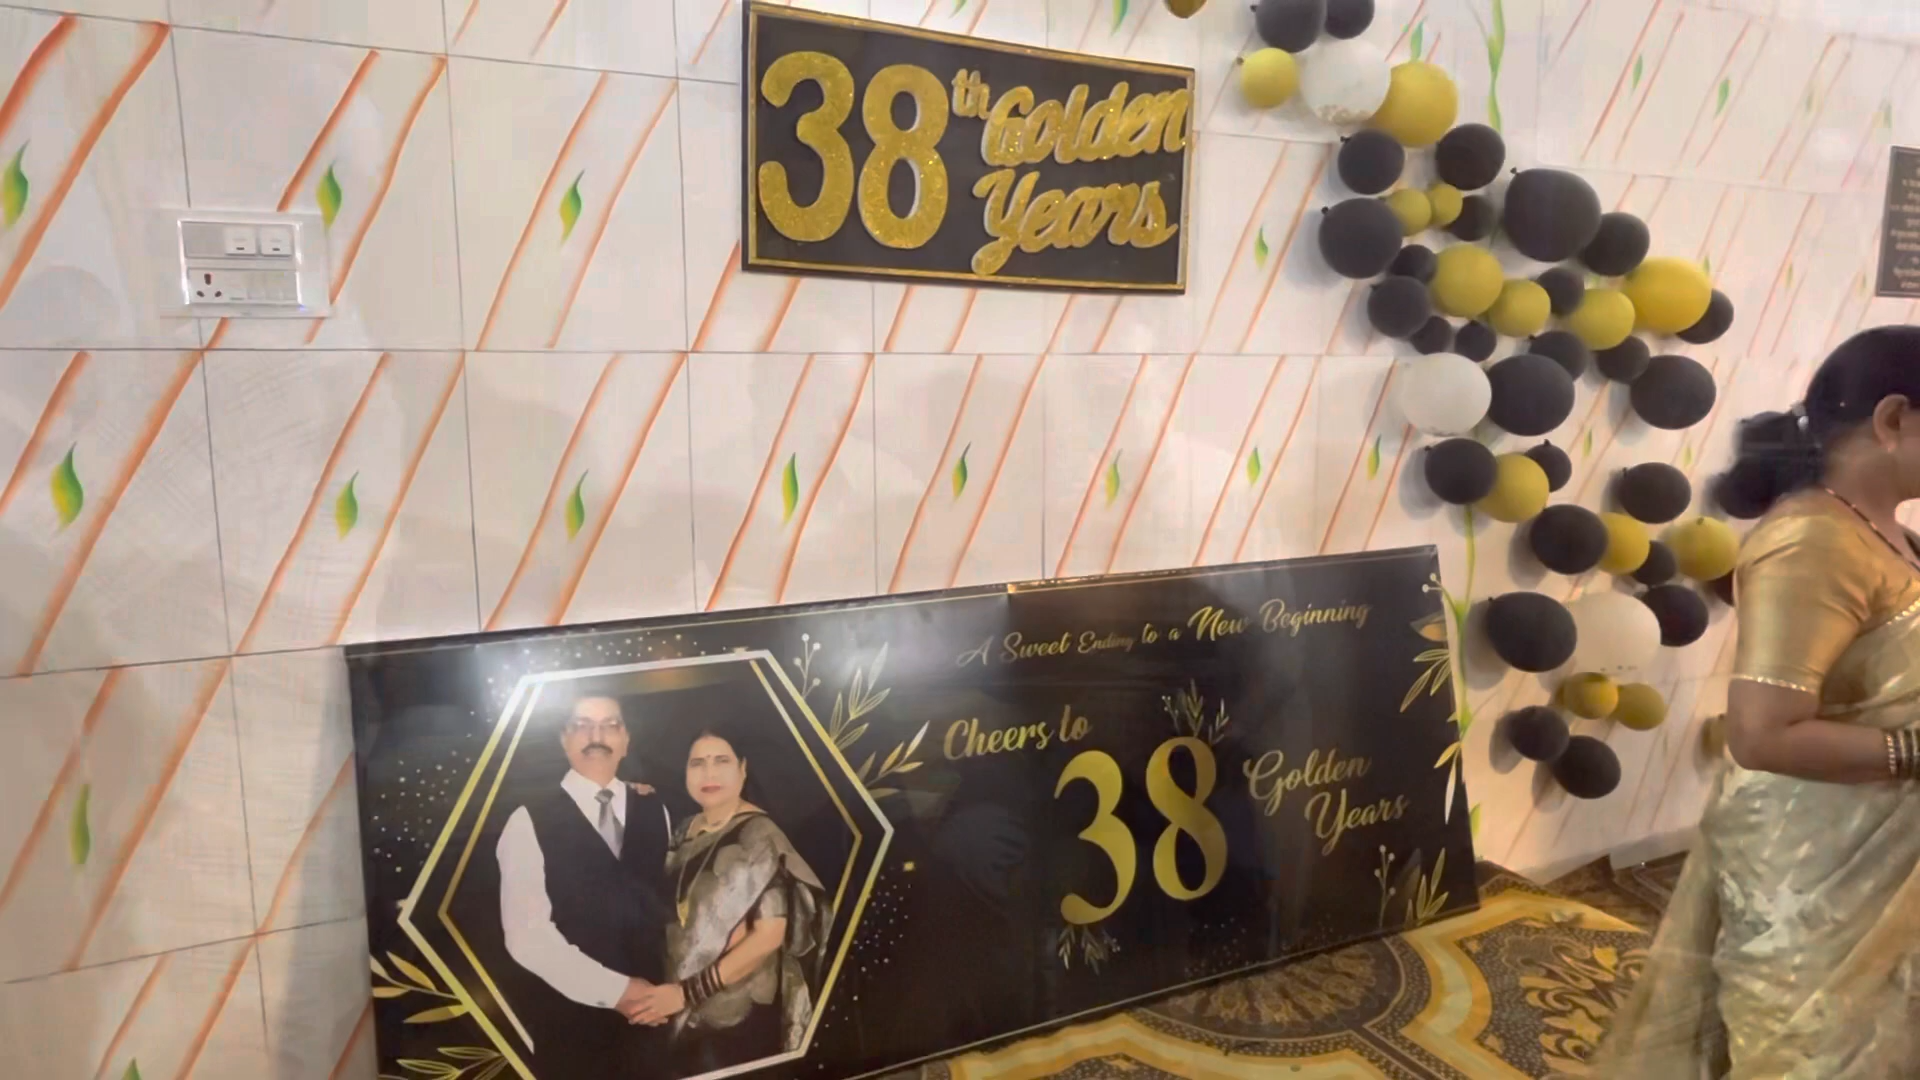 38th Golden
Years
A Sweet Ending to a New Beginning
Cheers to
38
Golden
Years